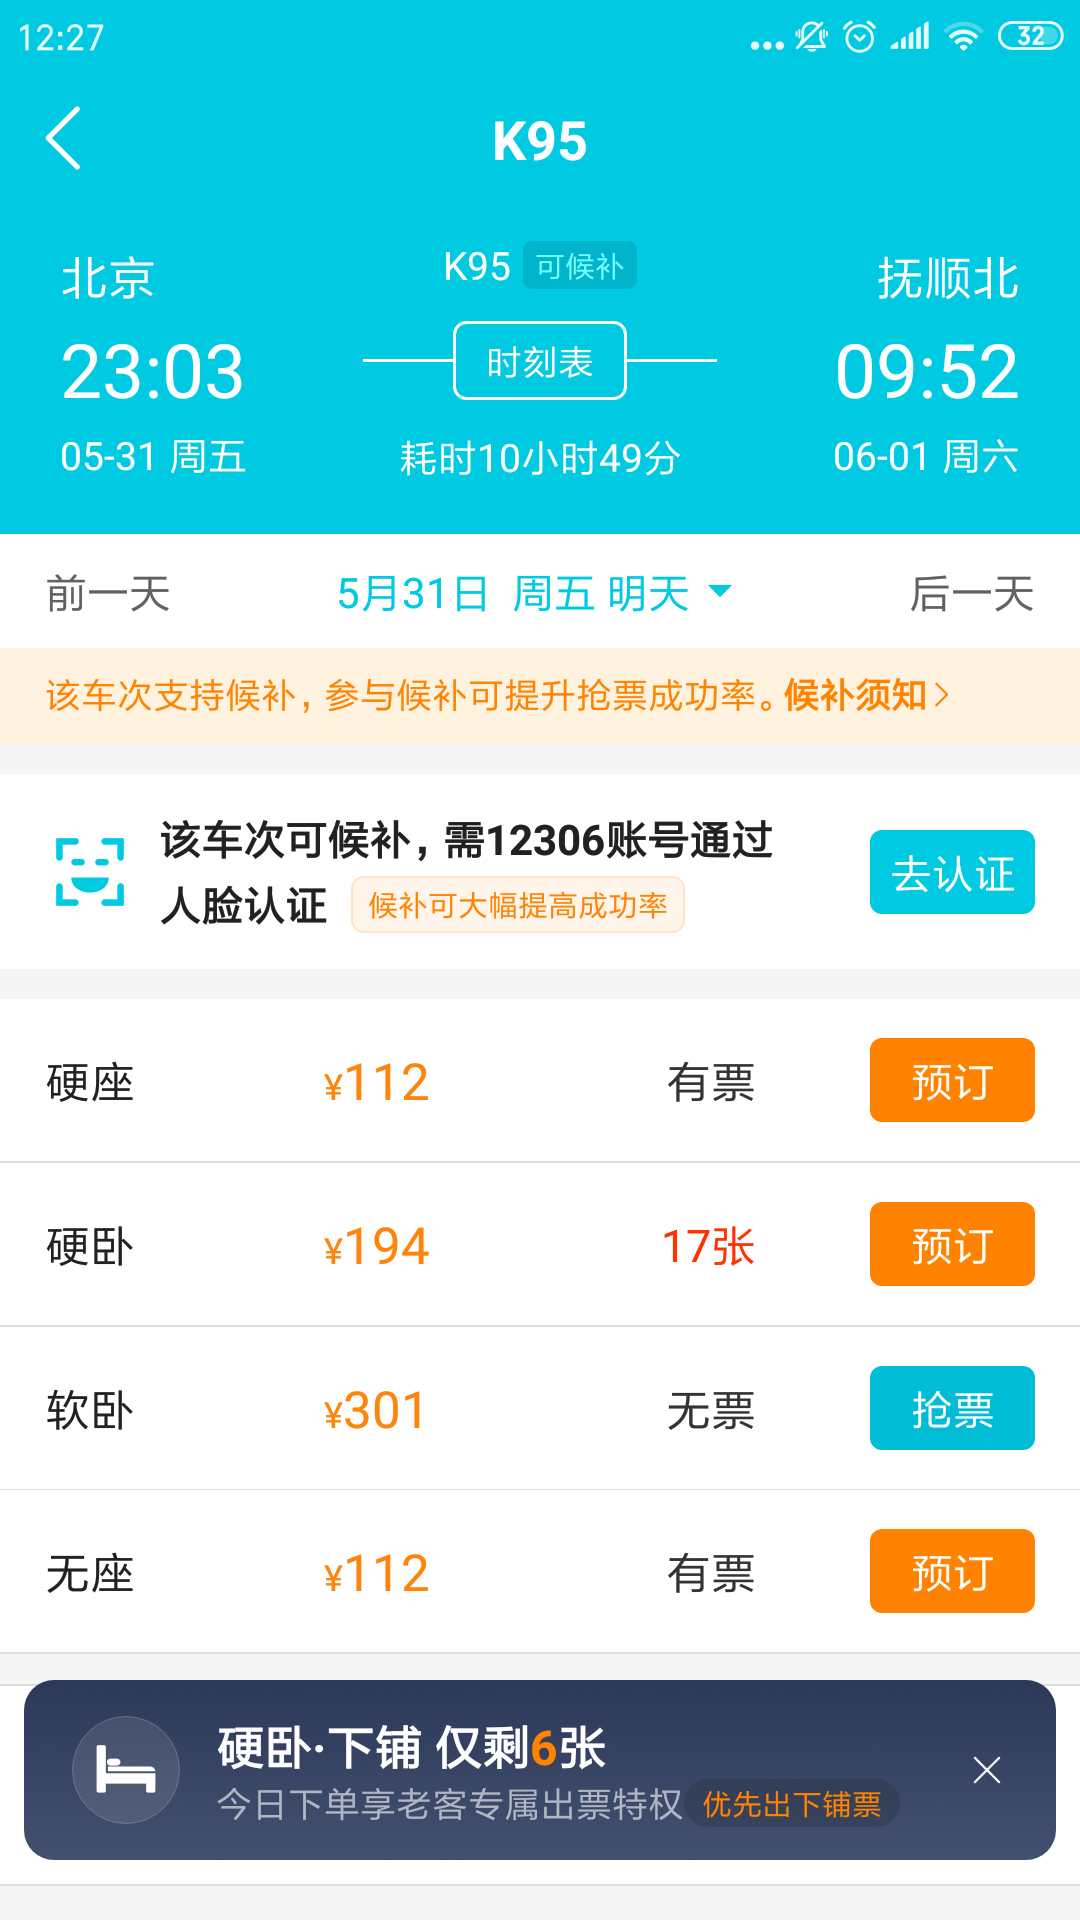 12:27
32
K95
北京
K95 可候补
抚顺北
23:03
时刻表
09:52
05-31 周五
耗时10小时49分
06-01 周六
前一天
5月31日 周五 明天
后一天
该车次支持候补，参与候补可提升抢票成功率。候补须知>
该车次可候补，需12306账号通过
人脸认证 候补可大幅提高成功率
去认证
硬座 ¥112 有票 预订
硬卧 ¥194 17张 预订
软卧 ¥301 无票 抢票
无座 ¥112 有票 预订
硬卧·下铺 仅剩6张
今日下单享老客专属出票特权 优先出下铺票